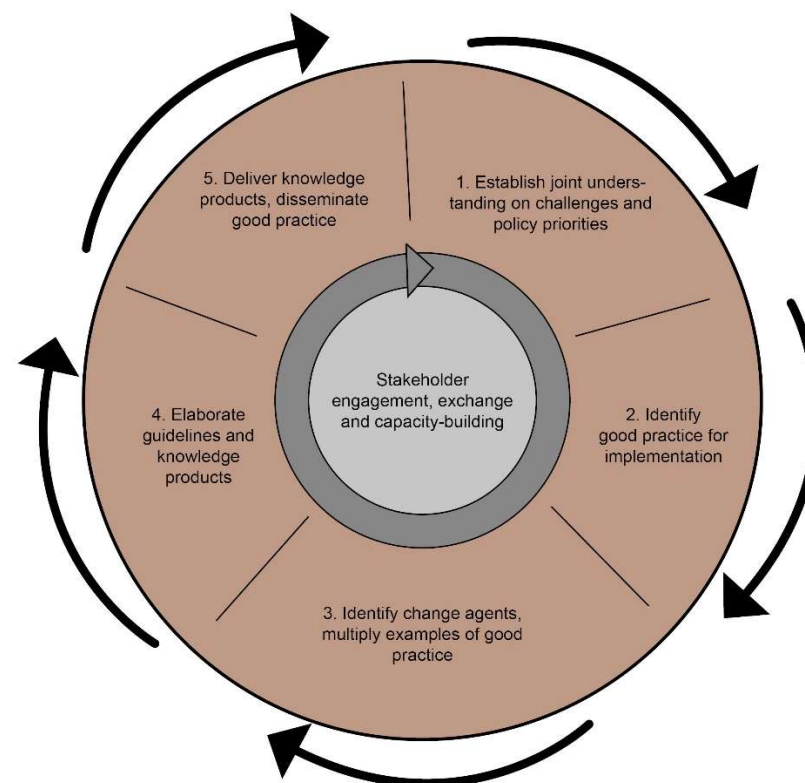 1. Establish joint unders-
tanding on challenges and
policy priorities
2. Identify
good practice for
implementation
3. Identify change agents,
multiply examples of good
practice
4. Elaborate
guidelines and
knowledge
products
5. Deliver knowledge
products, disseminate
good practice
Stakeholder
engagement, exchange
and capacity-building